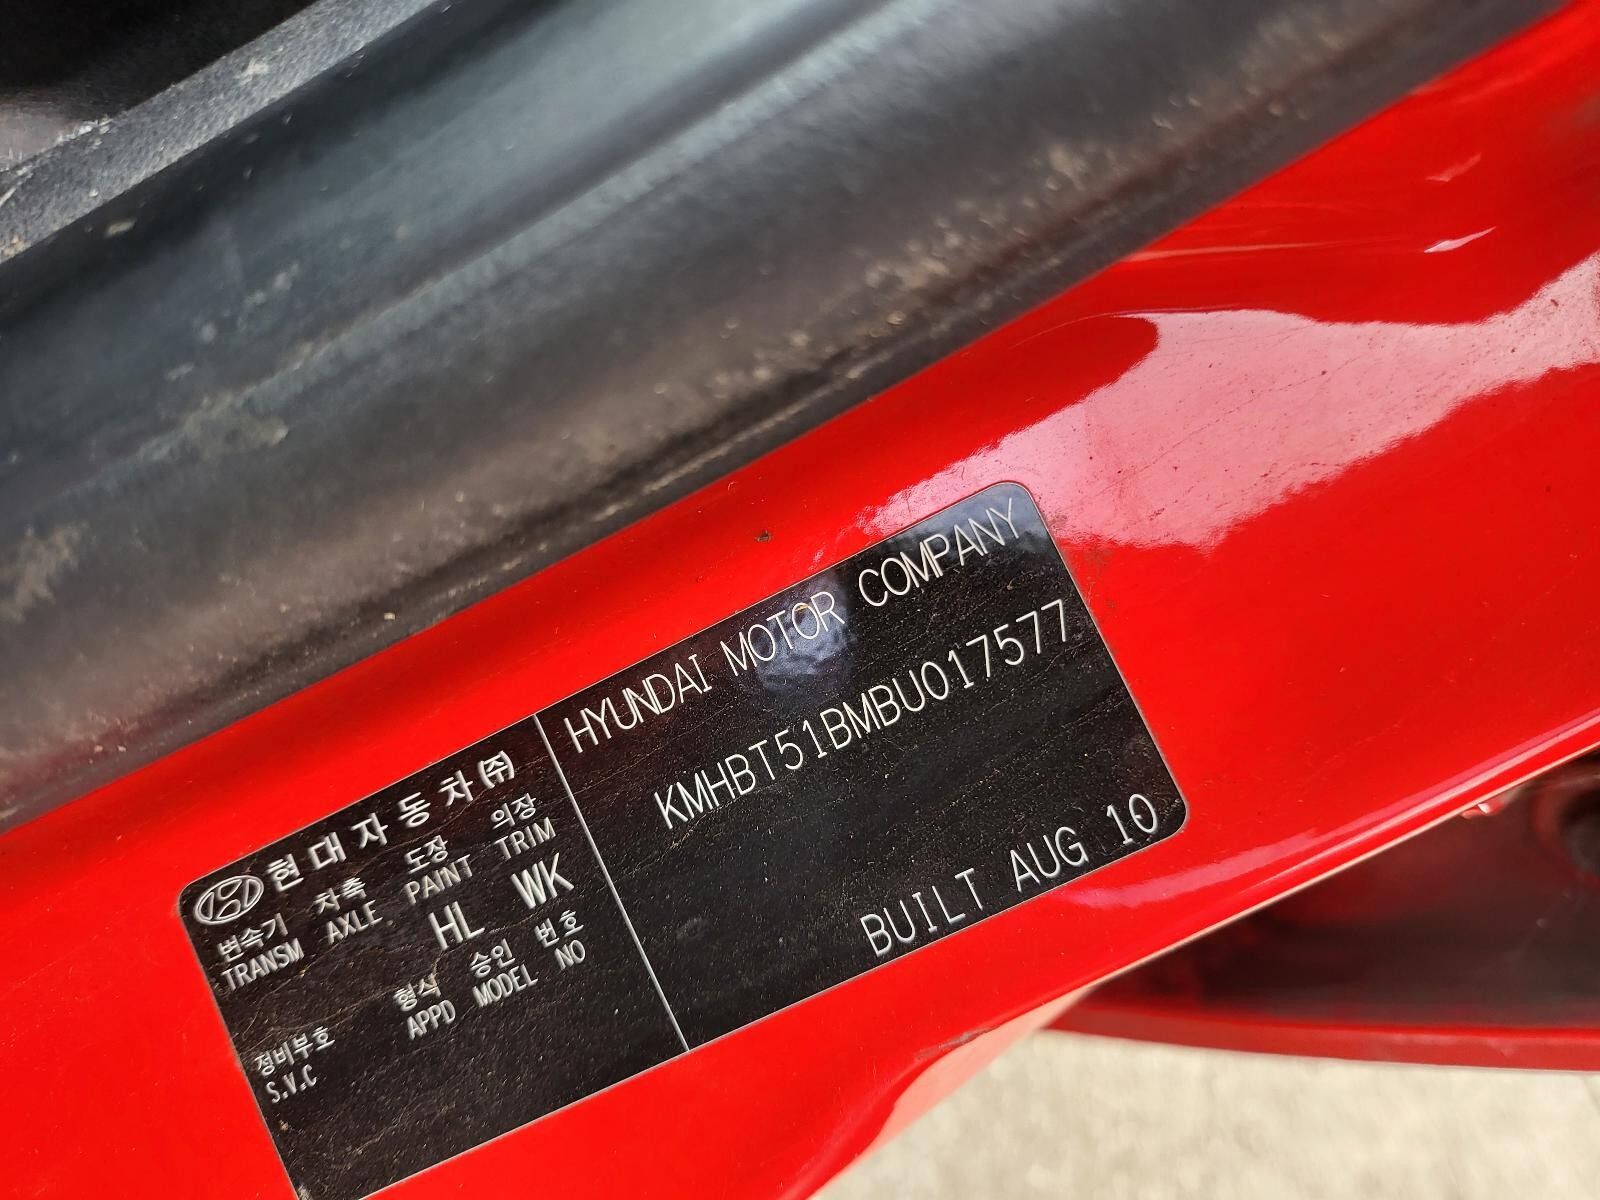 현대자동차(주)
변속기 차축 도장 의장
TRANSM AXLE PAINT TRIM
HL WK
형식 승인 번호
APPD MODEL NO
정비부호
S.V.C
HYUNDAI MOTOR COMPANY
KMHBT51BMBU017577
BUILT AUG 10